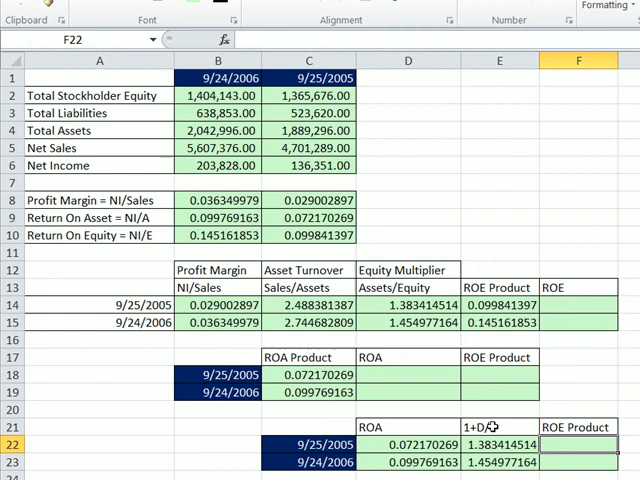 Formatting
Clipboard Font Alignment Number
F22 fx
A B C D E F
1 9/24/2006 9/25/2005
2 Total Stockholder Equity 1,404,143.00 1,365,676.00
3 Total Liabilities 638,853.00 523,620.00
4 Total Assets 2,042,996.00 1,889,296.00
5 Net Sales 5,607,376.00 4,701,289.00
6 Net Income 203,828.00 136,351.00
7
8 Profit Margin = NI/Sales 0.036349979 0.029002897
9 Return On Asset = NI/A 0.099769163 0.072170269
10 Return On Equity = NI/E 0.145161853 0.099841397
11
12 Profit Margin Asset Turnover Equity Multiplier
13 NI/Sales Sales/Assets Assets/Equity ROE Product ROE
14 9/25/2005 0.029002897 2.488381387 1.383414514 0.099841397
15 9/24/2006 0.036349979 2.744682809 1.454977164 0.145161853
16
17 ROA Product ROA ROE Product
18 9/25/2005 0.072170269
19 9/24/2006 0.099769163
20
21 ROA 1+D/ ROE Product
22 9/25/2005 0.072170269 1.383414514
23 9/24/2006 0.099769163 1.454977164
24